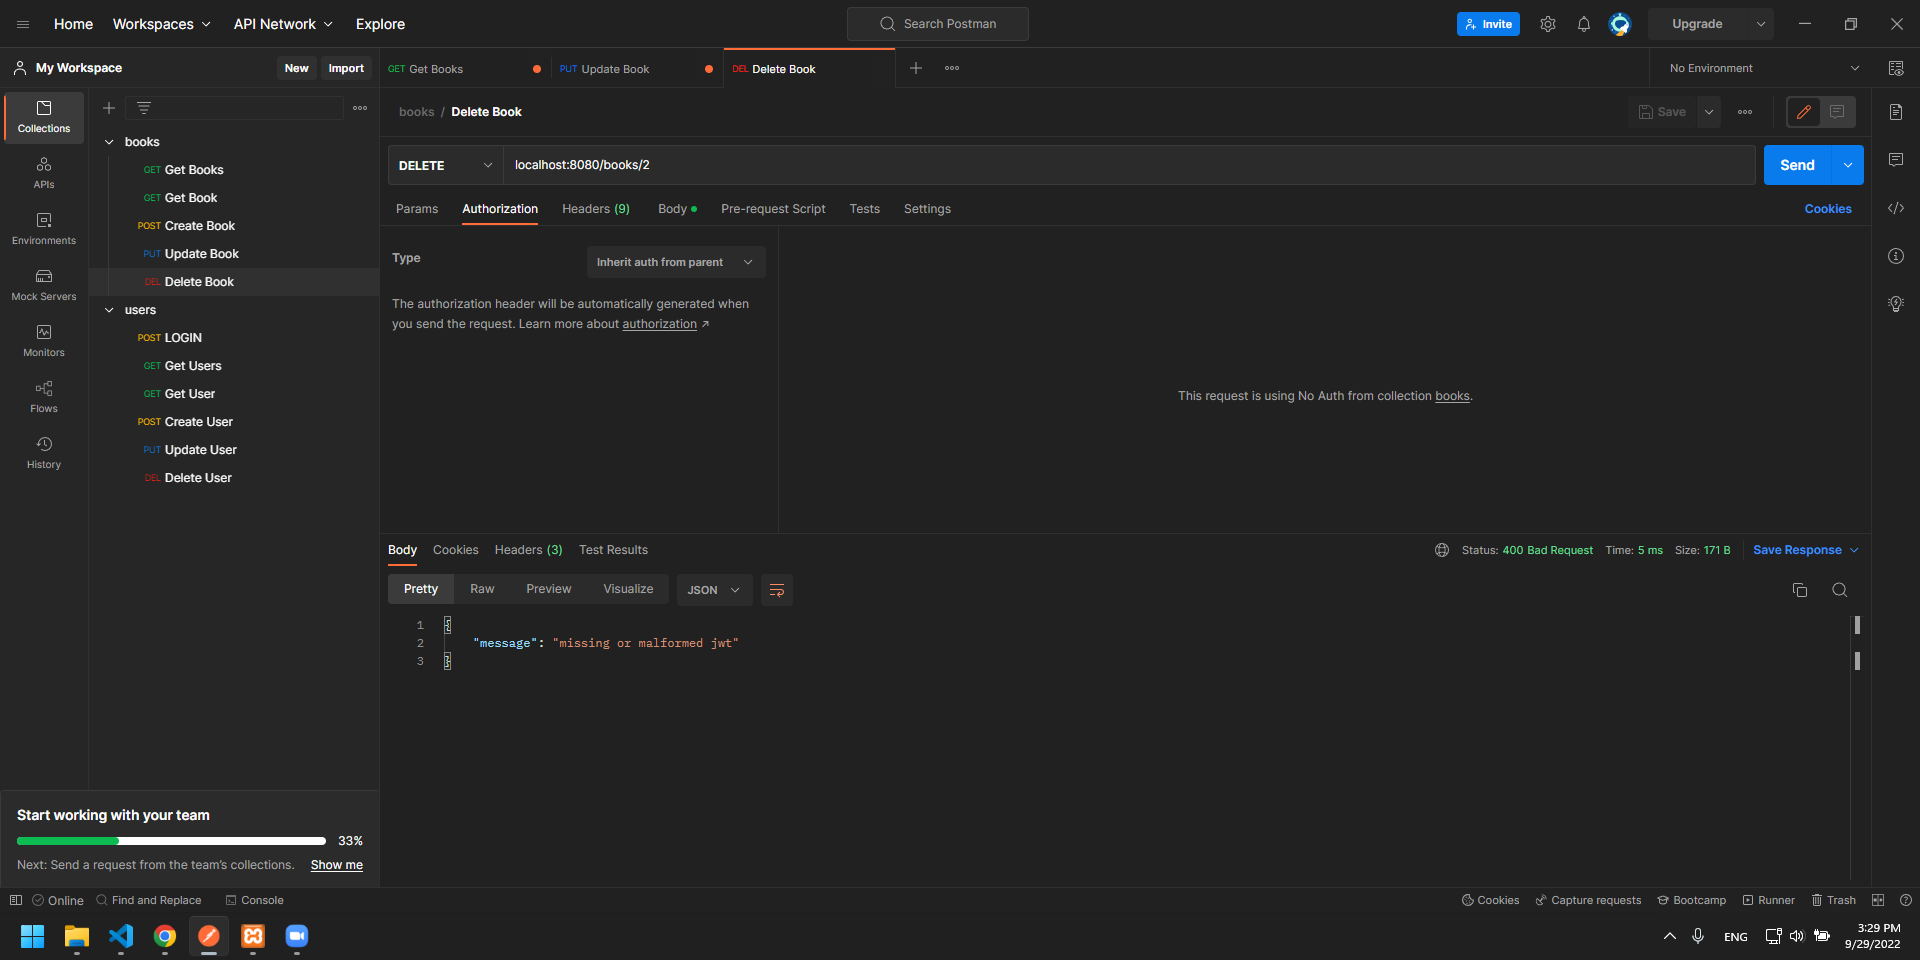 Home Workspaces API Network Explore Search Postman Invite Upgrade
My Workspace New Import
GET Get Books PUT Update Book DEL Delete Book No Environment
books / Delete Book Save
Collections
APIs
Environments
Mock Servers
Monitors
Flows
History
books
GET Get Books
GET Get Book
POST Create Book
PUT Update Book
DEL Delete Book
users
POST LOGIN
GET Get Users
GET Get User
POST Create User
PUT Update User
DEL Delete User
DELETE localhost:8080/books/2 Send
Params Authorization Headers (9) Body Pre-request Script Tests Settings Cookies
Type Inherit auth from parent
The authorization header will be automatically generated when
you send the request. Learn more about authorization ↗
This request is using No Auth from collection books.
Body Cookies Headers (3) Test Results Status: 400 Bad Request Time: 5 ms Size: 171 B Save Response
Pretty Raw Preview Visualize JSON
1 {
2 "message": "missing or malformed jwt"
3 }
Start working with your team
33%
Next: Send a request from the team's collections. Show me
Online Find and Replace Console Cookies Capture requests Bootcamp Runner Trash
ENG 3:29 PM
9/29/2022